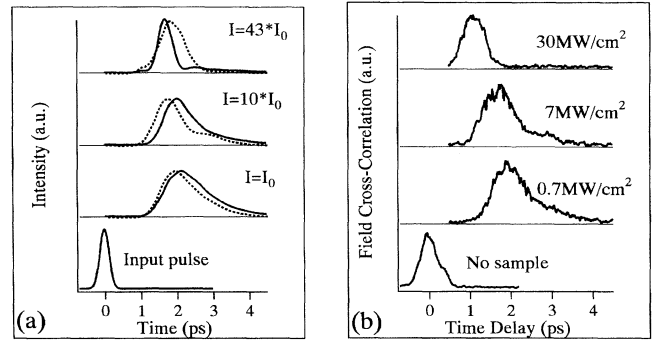 Intensity (a.u.)
I=43*I0
I=10*I0
I=I0
Input pulse
0 1 2 3 4
(a) Time (ps)
Field Cross-Correlation (a.u.)
30MW/cm2
7MW/cm2
0.7MW/cm2
No sample
0 1 2 3 4
(b) Time Delay (ps)